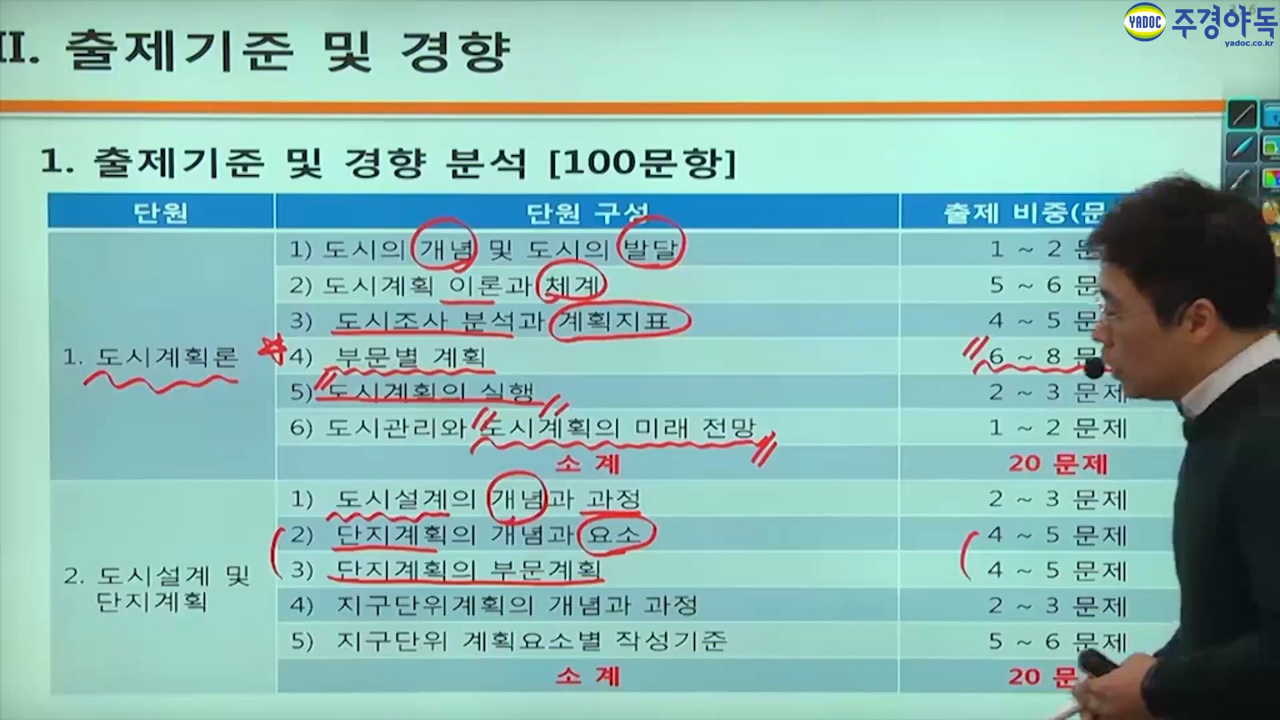 YADOC 주경야독
yadoc.co.kr
II. 출제기준 및 경향
1. 출제기준 및 경향 분석 [100문항]
단원 단원 구성 출제 비중(문
1. 도시계획론
1) 도시의 개념 및 도시의 발달 1 ~ 2 문
2) 도시계획 이론과 체계 5 ~ 6 문
3) 도시조사 분석과 계획지표 4 ~ 5 문
4) 부문별 계획 6 ~ 8 문
5) 도시계획의 실행 2 ~ 3 문제
6) 도시관리와 도시계획의 미래 전망 1 ~ 2 문제
소 계 20 문제
2. 도시설계 및
단지계획
1) 도시설계의 개념과 과정 2 ~ 3 문제
2) 단지계획의 개념과 요소 4 ~ 5 문제
3) 단지계획의 부문계획 4 ~ 5 문제
4) 지구단위계획의 개념과 과정 2 ~ 3 문제
5) 지구단위 계획요소별 작성기준 5 ~ 6 문제
소 계 20 문